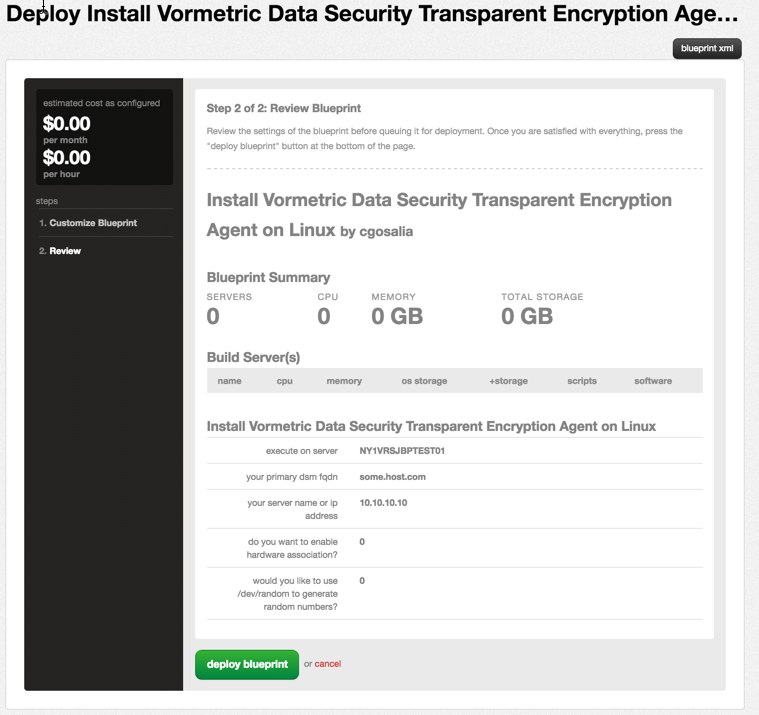 Deploy Install Vormetric Data Security Transparent Encryption Age...
blueprint xml
estimated cost as configured
$0.00
per month
$0.00
per hour
steps
1. Customize Blueprint
2. Review
Step 2 of 2: Review Blueprint
Review the settings of the blueprint before queuing it for deployment. Once you are satisfied with everything, press the
"deploy blueprint" button at the bottom of the page.
Install Vormetric Data Security Transparent Encryption
Agent on Linux by cgosalia
Blueprint Summary
SERVERS CPU MEMORY TOTAL STORAGE
0 0 0 GB 0 GB
Build Server(s)
name cpu memory os storage +storage scripts software
Install Vormetric Data Security Transparent Encryption Agent on Linux
execute on server NY1VRSJBPTEST01
your primary dsm fqdn some.host.com
your server name or ip 10.10.10.10
address
do you want to enable 0
hardware association?
would you like to use 0
/dev/random to generate
random numbers?
deploy blueprint or cancel